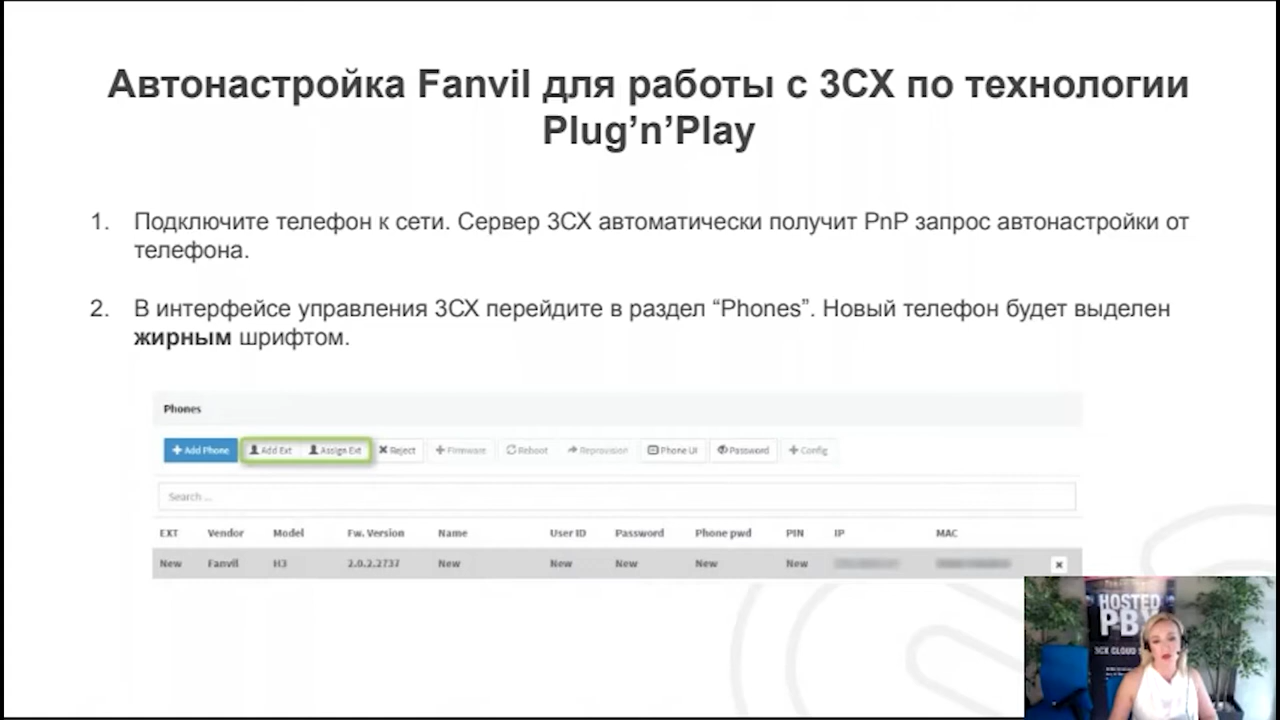 Автонастройка Fanvil для работы с 3CX по технологии
Plug’n’Play
1. Подключите телефон к сети. Сервер 3CX автоматически получит PnP запрос автонастройки от
телефона.
2. В интерфейсе управления 3CX перейдите в раздел “Phones”. Новый телефон будет выделен
жирным шрифтом.
Phones
Add Phone Add Ext Assign Ext Reject Firmware Reboot Reprovision Phone UI Password Config
Search ...
EXT Vendor Model Fw. Version Name User ID Password Phone pwd PIN IP MAC
New Fanvil H3 2.0.2.2737 New New New New New
HOSTED
PBX
3CX CLOUD